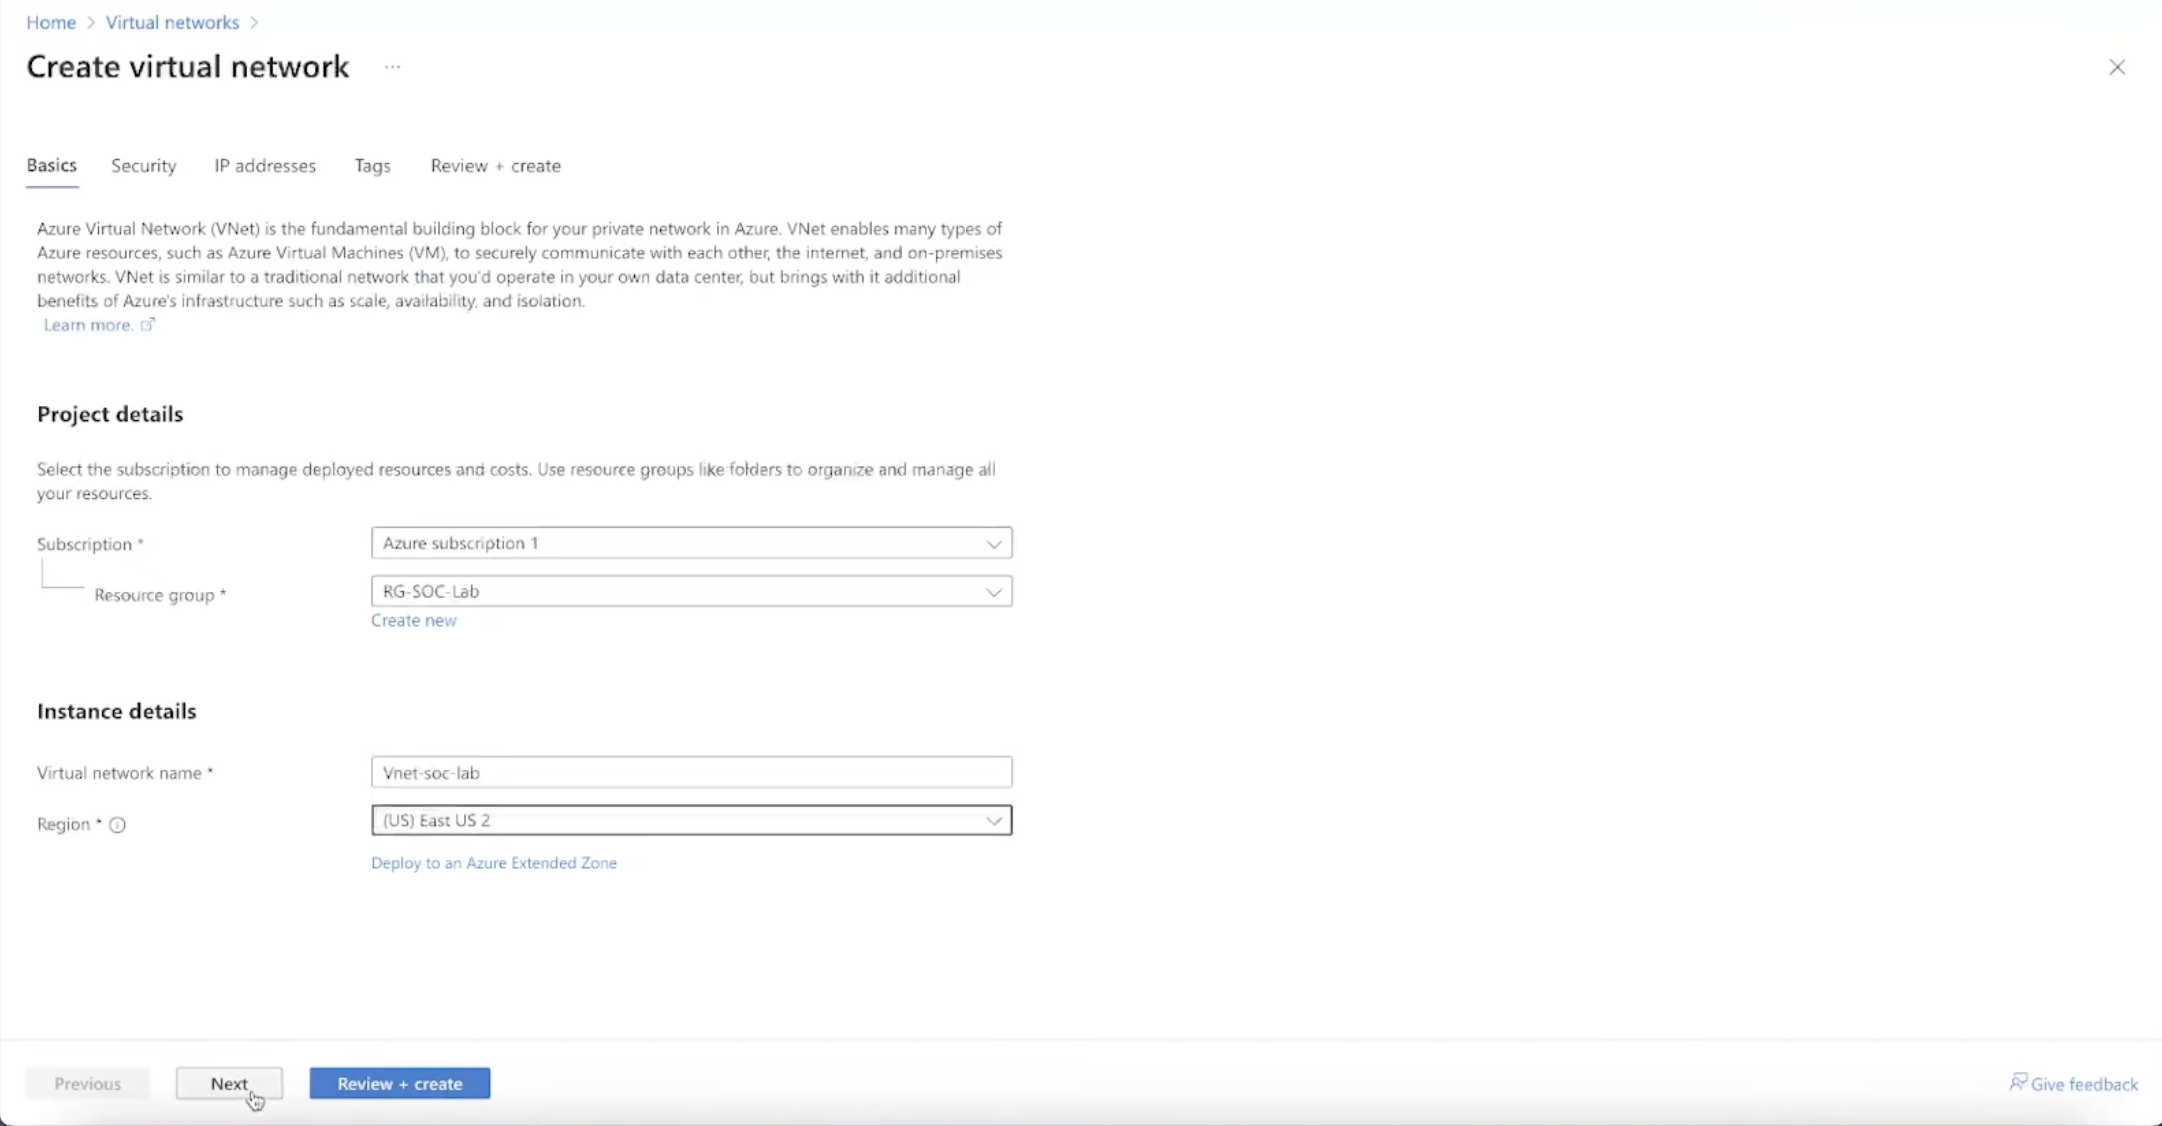 Home > Virtual networks >
Create virtual network ...
Basics Security IP addresses Tags Review + create
Azure Virtual Network (VNet) is the fundamental building block for your private network in Azure. VNet enables many types of
Azure resources, such as Azure Virtual Machines (VM), to securely communicate with each other, the internet, and on-premises
networks. VNet is similar to a traditional network that you'd operate in your own data center, but brings with it additional
benefits of Azure's infrastructure such as scale, availability, and isolation.
Learn more.
Project details
Select the subscription to manage deployed resources and costs. Use resource groups like folders to organize and manage all
your resources.
Subscription * Azure subscription 1
Resource group * RG-SOC-Lab
Create new
Instance details
Virtual network name * Vnet-soc-lab
Region * (US) East US 2
Deploy to an Azure Extended Zone
Previous Next Review + create Give feedback